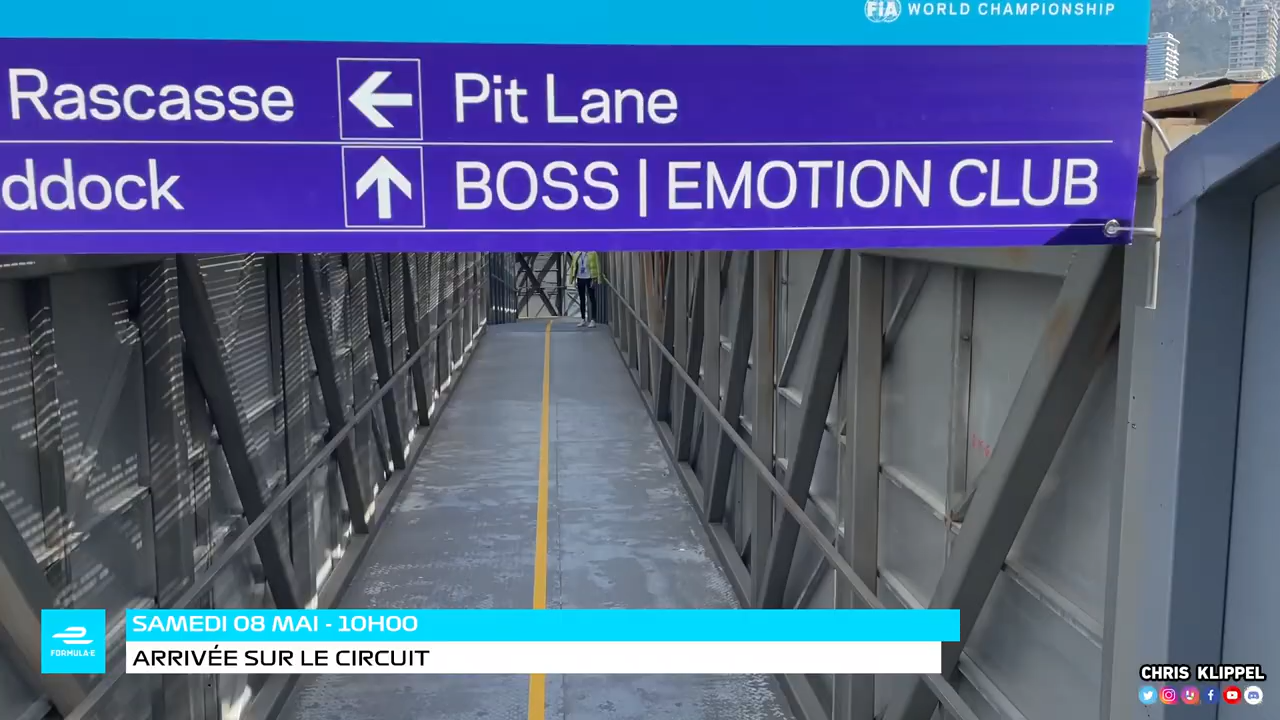 FIA WORLD CHAMPIONSHIP
Rascasse ← Pit Lane
ddock ↑ BOSS | EMOTION CLUB
SAMEDI 08 MAI - 10H00
FORMULA-E
ARRIVÉE SUR LE CIRCUIT
CHRIS KLIPPEL